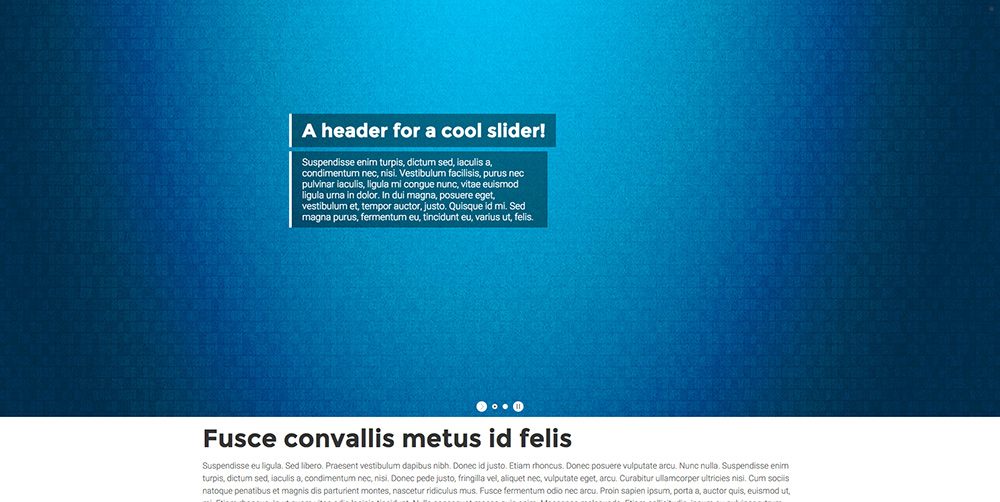 A header for a cool slider!
Suspendisse enim turpis, dictum sed, iaculis a,
condimentum nec, nisi. Vestibulum facilisis, purus nec
pulvinar iaculis, ligula mi congue nunc, vitae euismod
ligula urna in dolor. In dui magna, posuere eget,
vestibulum et, tempor auctor, justo. Quisque id mi. Sed
magna purus, fermentum eu, tincidunt eu, varius ut, felis.
Fusce convallis metus id felis
Suspendisse eu ligula. Sed libero. Praesent vestibulum dapibus nibh. Donec id justo. Etiam rhoncus. Donec posuere vulputate arcu. Nunc nulla. Suspendisse enim
turpis, dictum sed, iaculis a, condimentum nec, nisi. Donec pede justo, fringilla vel, aliquet nec, vulputate eget, arcu. Curabitur ullamcorper ultricies nisi. Cum sociis
natoque penatibus et magnis dis parturient montes, nascetur ridiculus mus. Fusce fermentum odio nec arcu. Proin sapien ipsum, porta a, auctor quis, euismod ut,